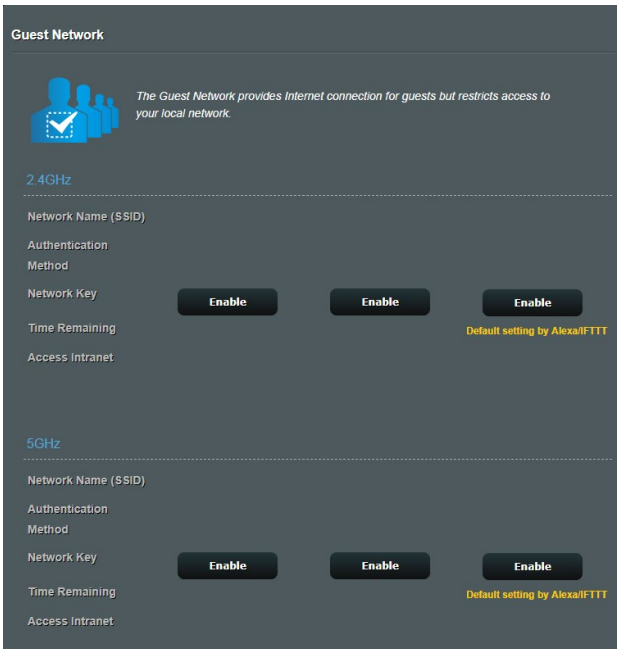 Guest Network
The Guest Network provides Internet connection for guests but restricts access to
your local network.
2.4GHz
Network Name (SSID)
Authentication
Method
Network Key
Enable
Enable
Enable
Time Remaining
Default setting by Alexa/IFTTT
Access Intranet
5GHz
Network Name (SSID)
Authentication
Method
Network Key
Enable
Enable
Enable
Time Remaining
Default setting by Alexa/IFTTT
Access Intranet